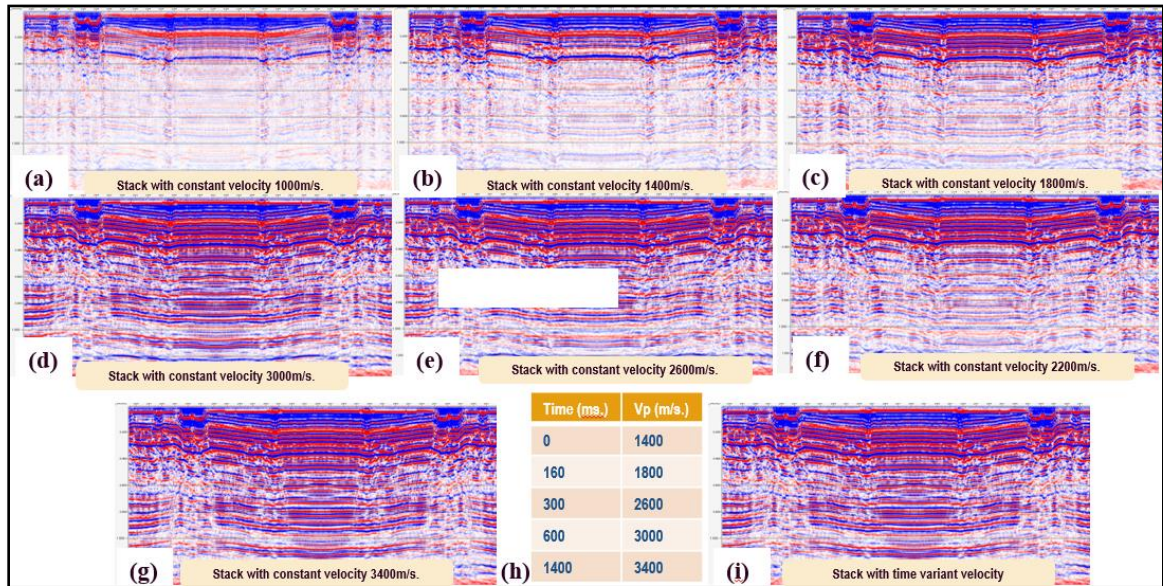 (a)
Stack with constant velocity 1000m/s.
(b)
Stack with constant velocity 1400m/s.
(c)
Stack with constant velocity 1800m/s.
(d)
Stack with constant velocity 3000m/s.
(e)
Stack with constant velocity 2600m/s.
(f)
Stack with constant velocity 2200m/s.
(g)
Stack with constant velocity 3400m/s.
(h)
Time (ms.) Vp (m/s.)
0 1400
160 1800
300 2600
600 3000
1400 3400
(i)
Stack with time variant velocity